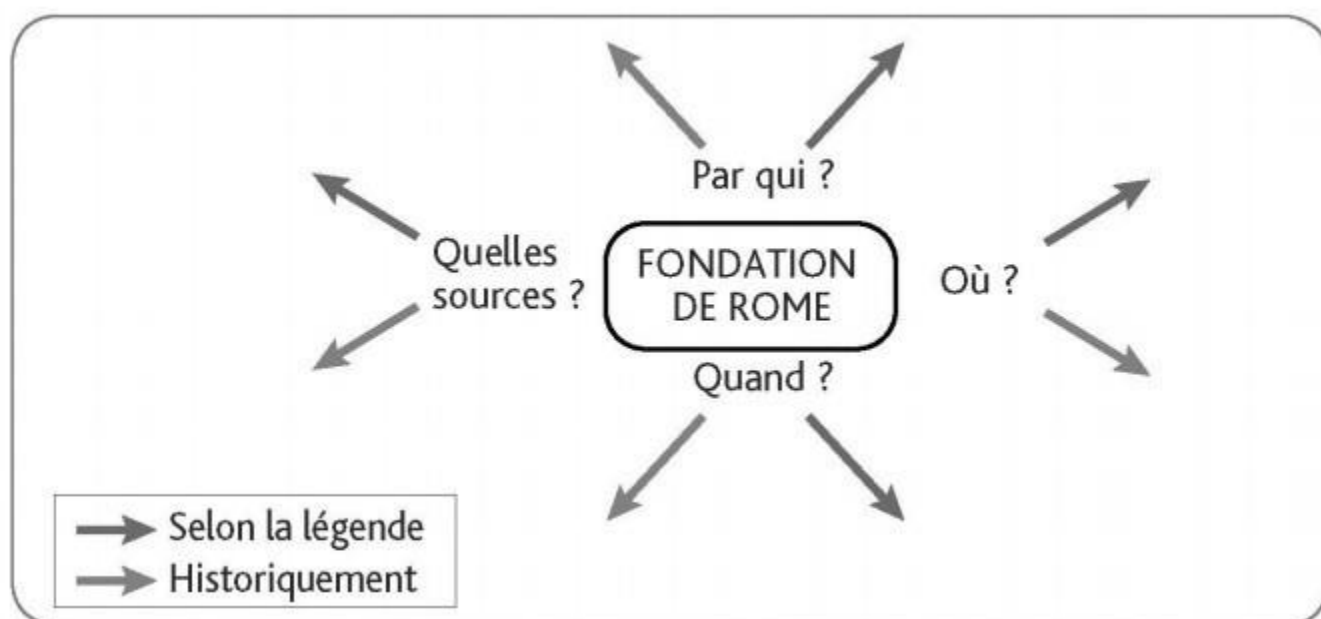 Par qui ?
Quelles
sources ?
FONDATION
DE ROME
Où ?
Quand ?
Selon la légende
Historiquement